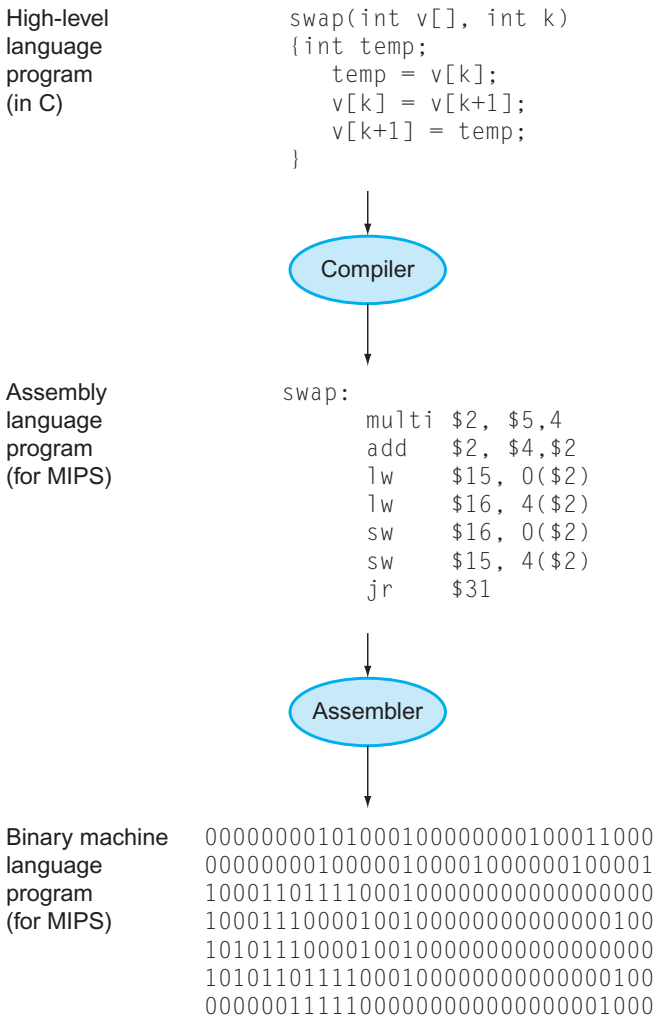 High-level
language
program
(in C)
swap(int v[], int k)
{int temp;
temp = v[k];
v[k] = v[k+1];
v[k+1] = temp;
}
Compiler
Assembly
language
program
(for MIPS)
swap:
multi $2, $5,4
add $2, $4,$2
lw $15, 0($2)
lw $16, 4($2)
sw $16, 0($2)
sw $15, 4($2)
jr $31
Assembler
Binary machine
language
program
(for MIPS)
00000000101000100000000100011000
00000000100000100001000000100001
10001101111000100000000000000000
10001110000100100000000000000100
10101110000100100000000000000000
10101101111000100000000000000100
00000011111000000000000000001000